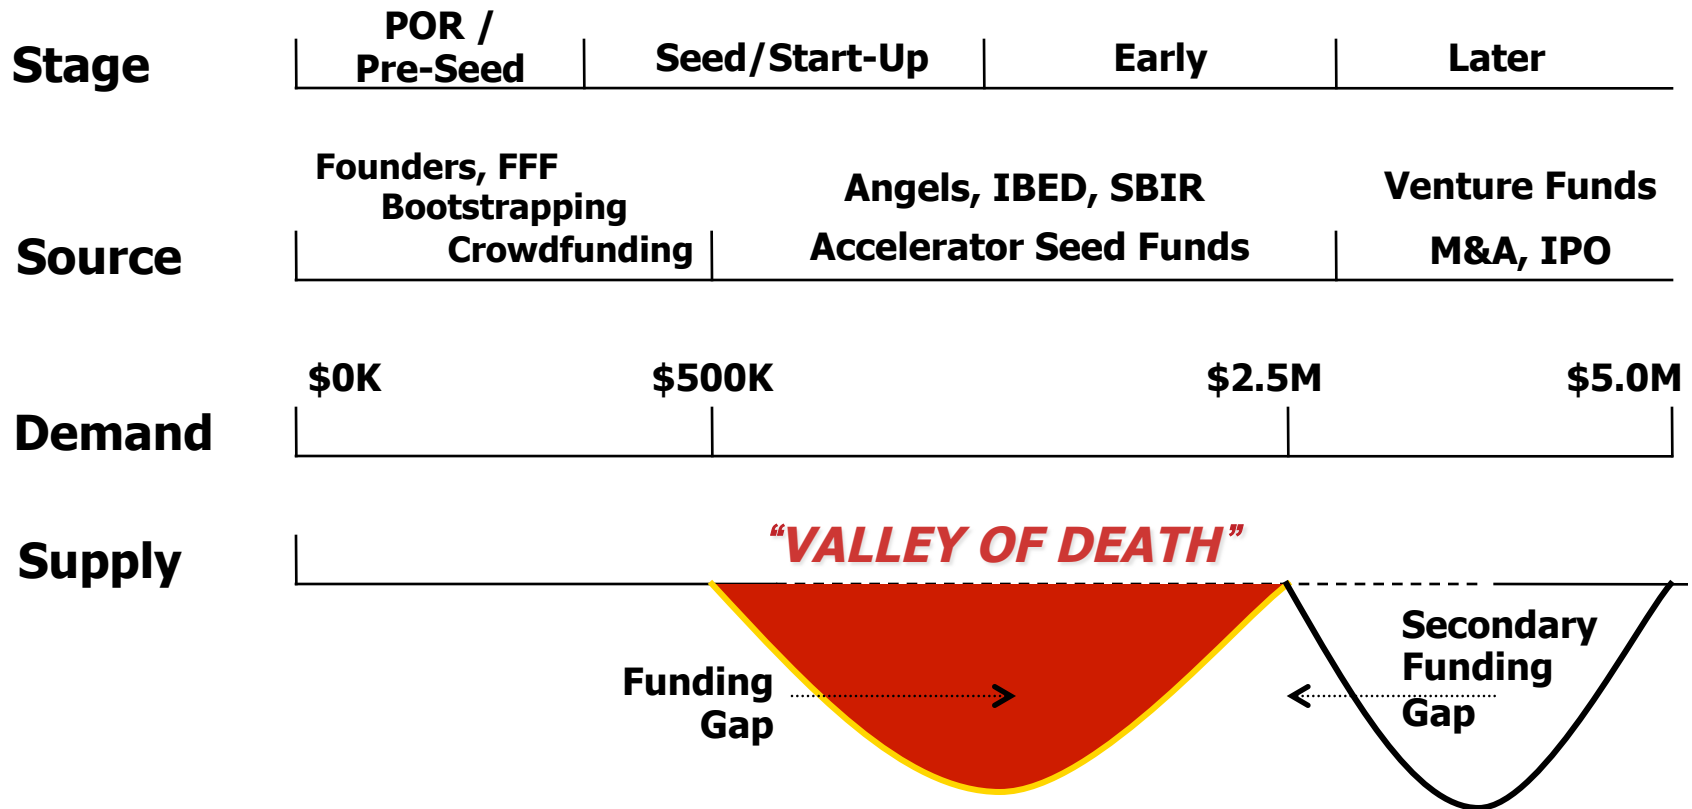 Stage
POR /
Pre-Seed
Seed/Start-Up
Early
Later
Source
Founders, FFF
Bootstrapping
Crowdfunding
Angels, IBED, SBIR
Accelerator Seed Funds
Venture Funds
M&A, IPO
Demand
$0K
$500K
$2.5M
$5.0M
Supply
“VALLEY OF DEATH”
Funding
Gap
Secondary
Funding
Gap